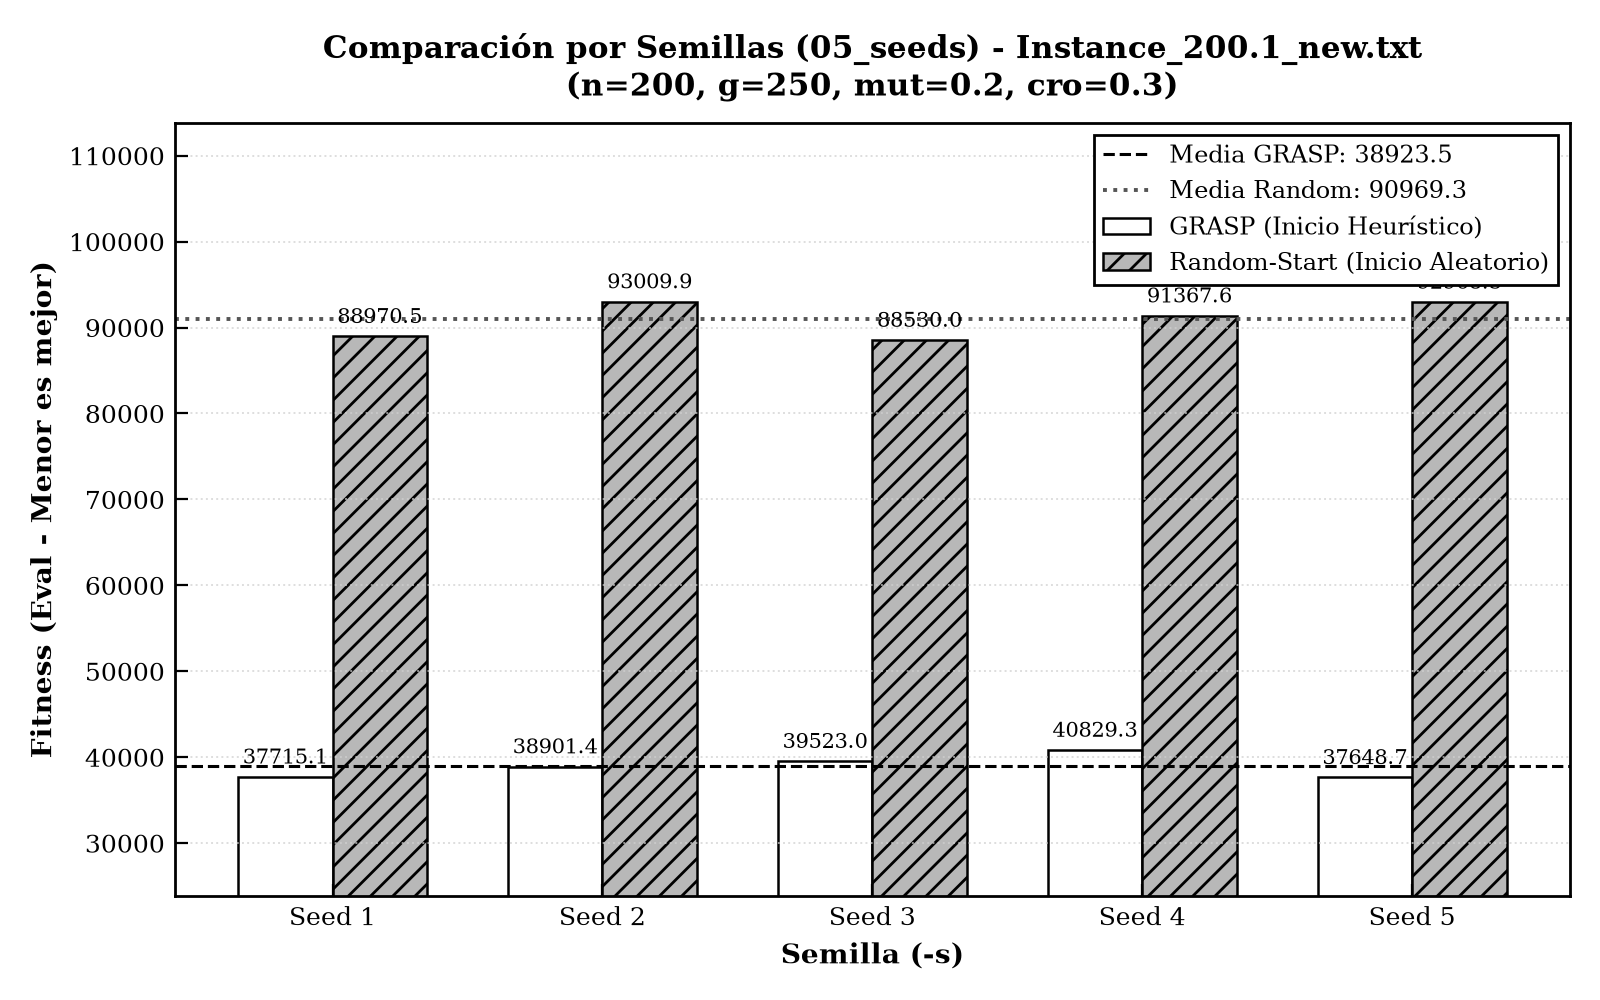 Comparación por Semillas (05_seeds) - Instance_200.1_new.txt
(n=200, g=250, mut=0.2, cro=0.3)
Fitness (Eval - Menor es mejor)
110000
100000
90000
80000
70000
60000
50000
40000
30000
Media GRASP: 38923.5
Media Random: 90969.3
GRASP (Inicio Heurístico)
Random-Start (Inicio Aleatorio)
37715.1
88970.5
38901.4
93009.9
39523.0
88530.0
40829.3
91367.6
37648.7
Seed 1
Seed 2
Seed 3
Seed 4
Seed 5
Semilla (-s)